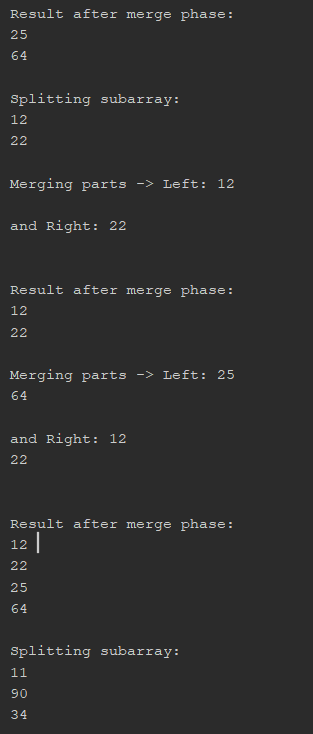 Result after merge phase:
25
64
Splitting subarray:
12
22
Merging parts -> Left: 12
and Right: 22
Result after merge phase:
12
22
Merging parts -> Left: 25
64
and Right: 12
22
Result after merge phase:
12
22
25
64
Splitting subarray:
11
90
34